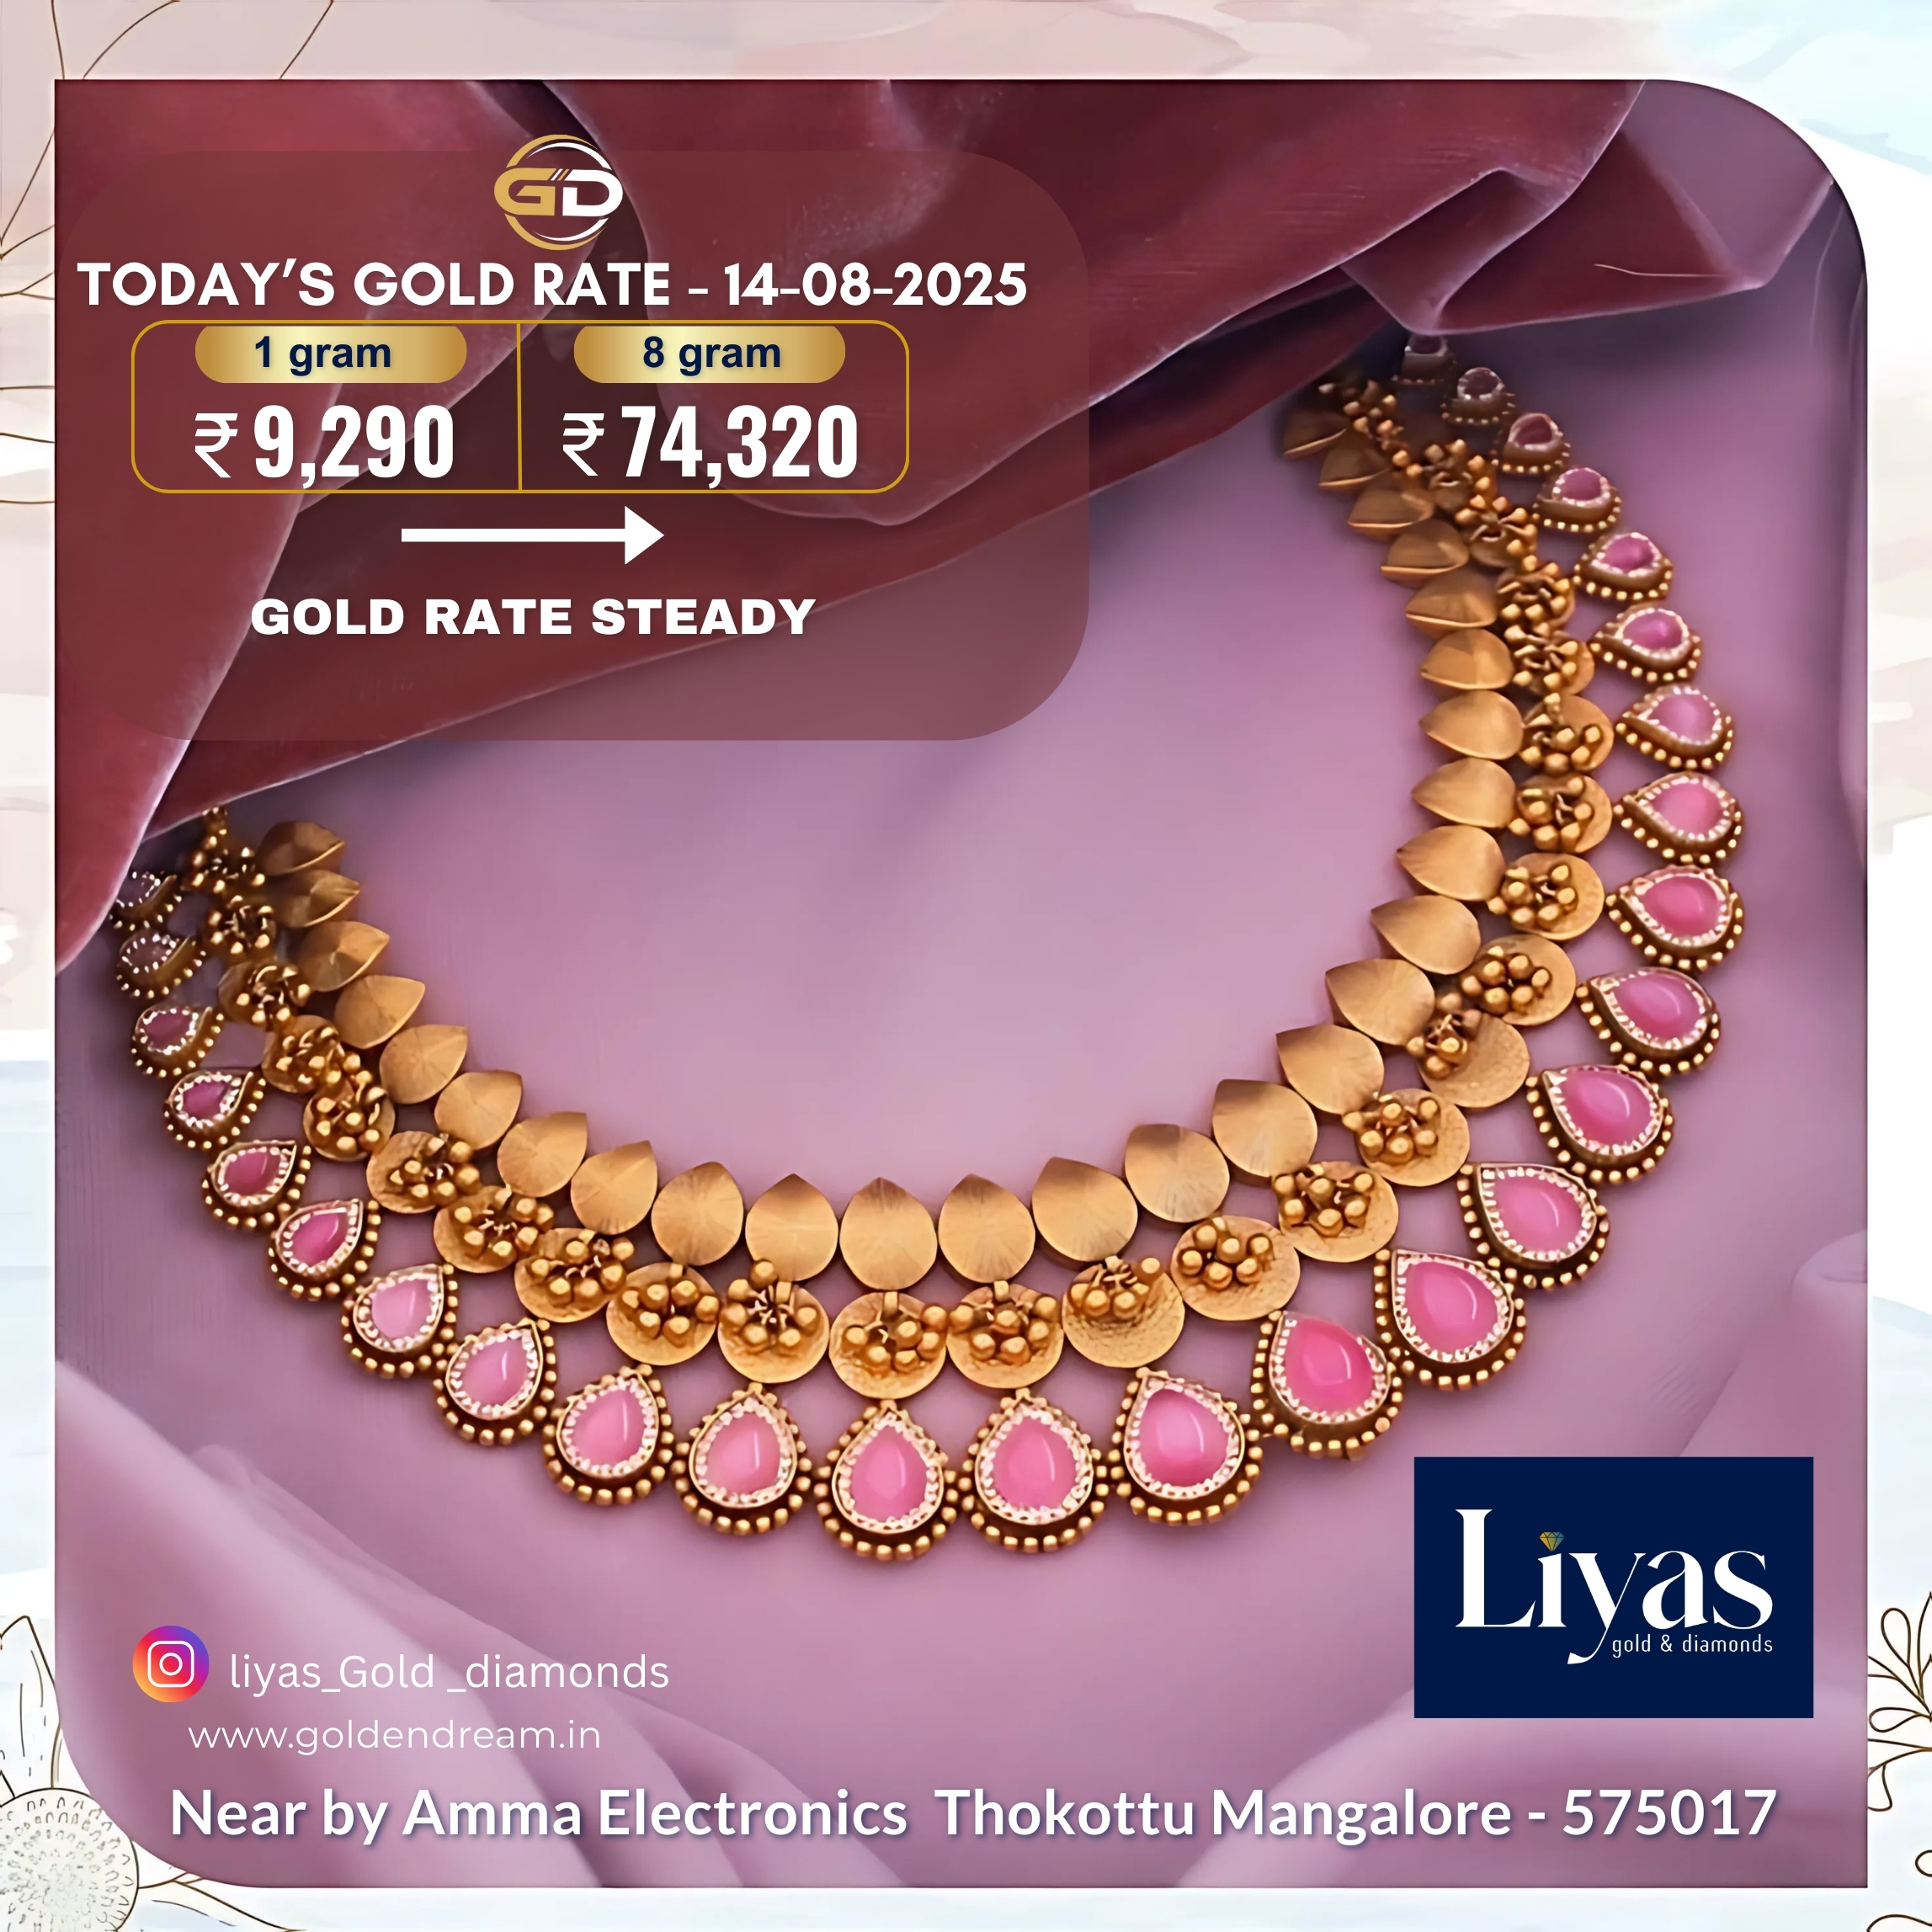 GD
TODAY'S GOLD RATE - 14-08-2025
1 gram
8 gram
₹ 9,290
₹ 74,320
GOLD RATE STEADY
Liyas
gold & diamonds
liyas_Gold _diamonds
www.goldendream.in
Near by Amma Electronics Thokottu Mangalore - 575017